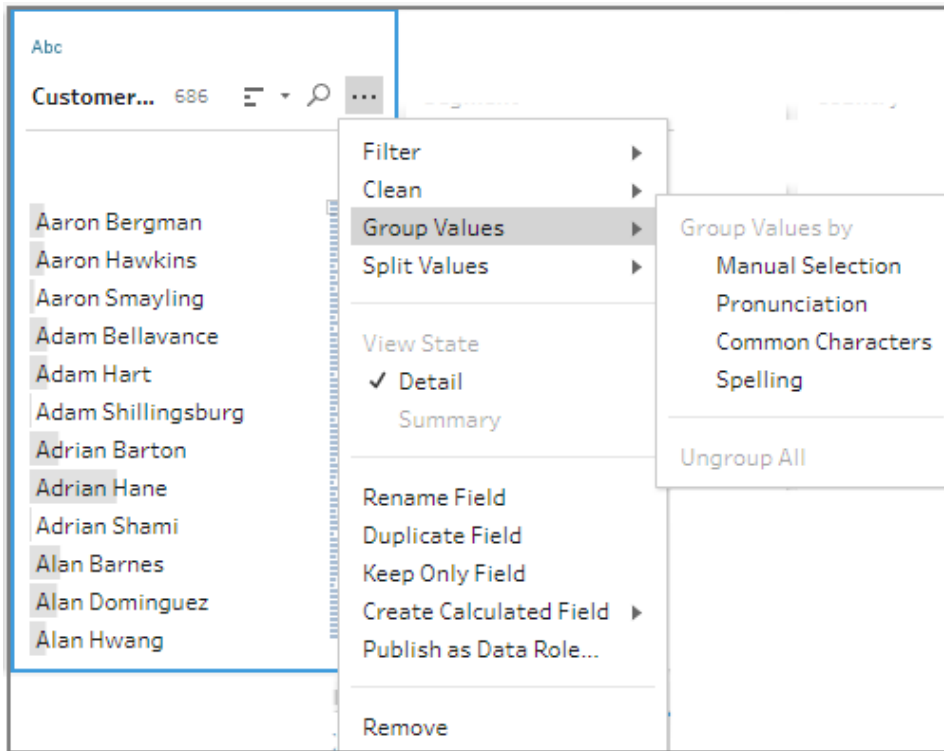 Abc
Customer... 686
Aaron Bergman
Aaron Hawkins
Aaron Smayling
Adam Bellavance
Adam Hart
Adam Shillingsburg
Adrian Barton
Adrian Hane
Adrian Shami
Alan Barnes
Alan Dominguez
Alan Hwang
Filter
Clean
Group Values
Split Values
View State
Detail
Summary
Rename Field
Duplicate Field
Keep Only Field
Create Calculated Field
Publish as Data Role...
Remove
Group Values by
Manual Selection
Pronunciation
Common Characters
Spelling
Ungroup All